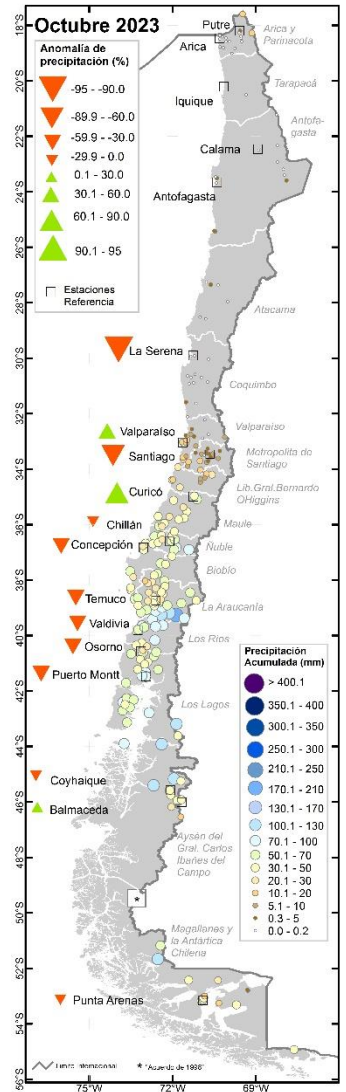 Octubre 2023
Anomalía de
precipitación (%)
-95 - -90.0
-89.9 - -60.0
-59.9 - -30.0
-29.9 - 0.0
0.1 - 30.0
30.1 - 60.0
60.1 - 90.0
90.1 - 95
Estaciones
Referencia
18°S
20°S
22°S
24°S
26°S
28°S
30°S
32°S
34°S
36°S
38°S
40°S
42°S
44°S
46°S
48°S
50°S
52°S
54°S
56°S
Putre
Arica
Arica y
Parinacota
Tarapacá
Iquique
Antofa-
gasta
Calama
Antofagasta
Atacama
La Serena
Coquimbo
Valparaíso
Valparaiso
Santiago
Metropolita de
Santiago
Curicó
Lib.Gral.Bernardo
OHiggins
Maule
Chillán
Ñuble
Concepción
Biobío
Temuco
La Araucanía
Valdivia
Los Ríos
Osorno
Puerto Montt
Los Lagos
Coyhaique
Balmaceda
Aysén del
Gral. Carlos
Ibañes del
Campo
Magallanes y
la Antártica
Chilena
Punta Arenas
Precipitación
Acumulada (mm)
> 400.1
350.1 - 400
300.1 - 350
250.1 - 300
210.1 - 250
170.1 - 210
130.1 - 170
100.1 - 130
70.1 - 100
50.1 - 70
30.1 - 50
20.1 - 30
10.1 - 20
5.1 - 10
0.3 - 5
0.0 - 0.2
*
Límite internacional
* "Acuerdo de 1998"
75°W
72°W
69°W